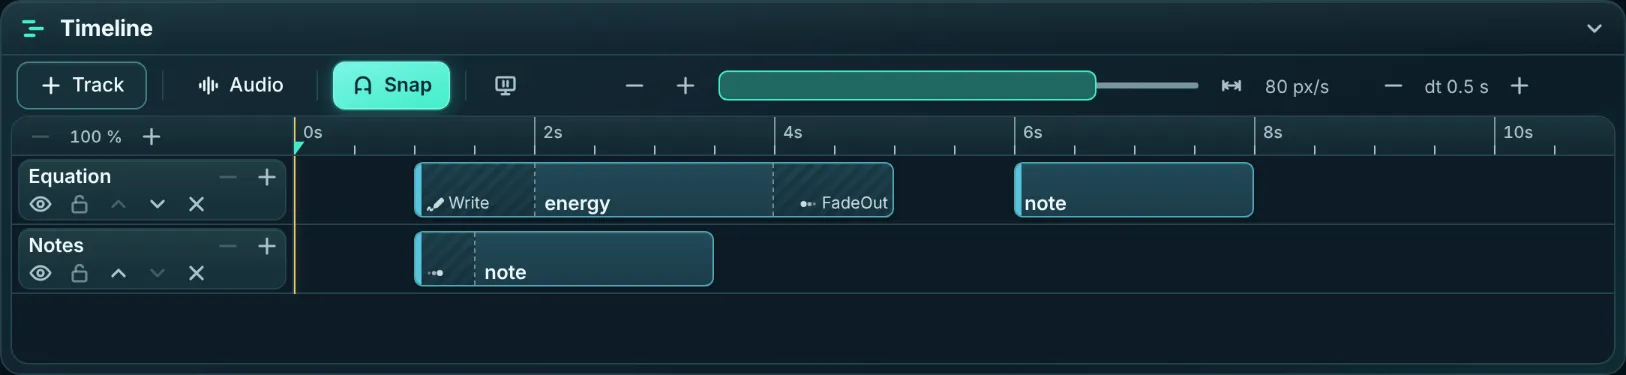 Timeline
Track Audio Snap 80 px/s dt 0.5 s
100 % 0s 2s 4s 6s 8s 10s
Equation
Write energy FadeOut note
Notes
note